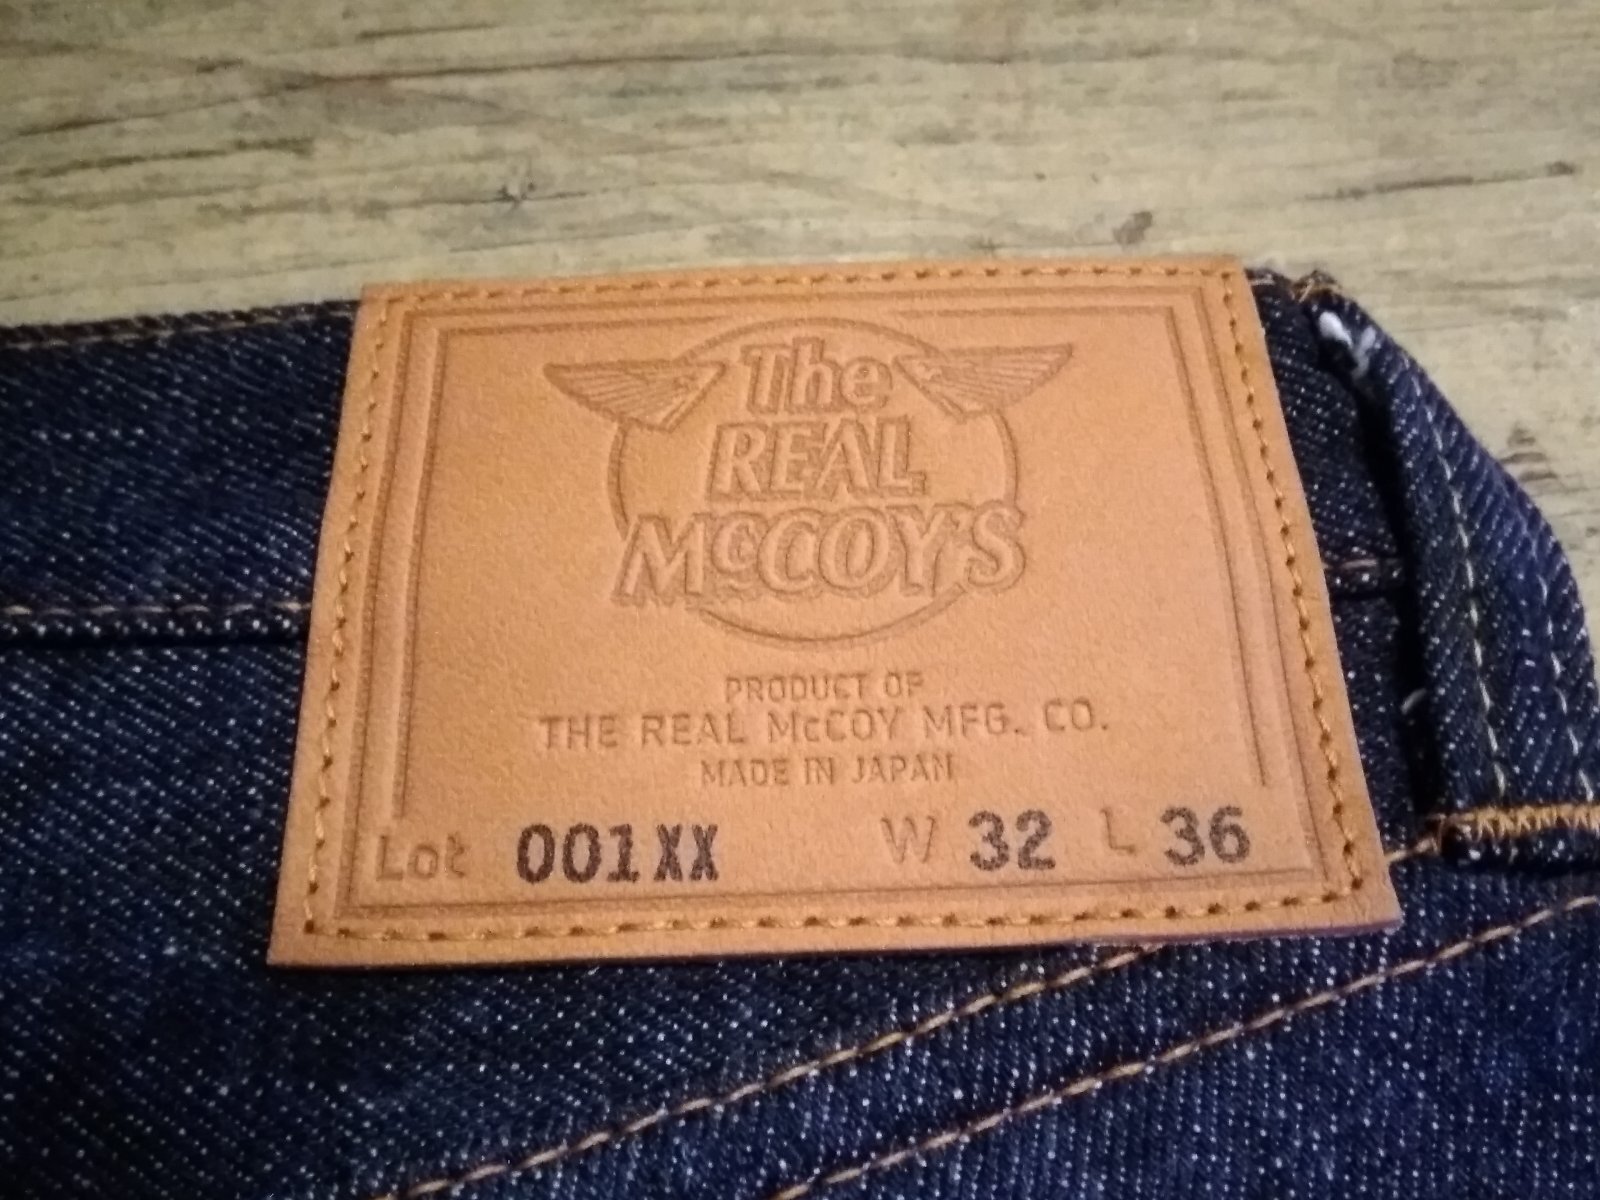 The
REAL
McCOY'S
PRODUCT OF
THE REAL McCOY MFG. CO.
MADE IN JAPAN
Lot 001XX W 32 L 36